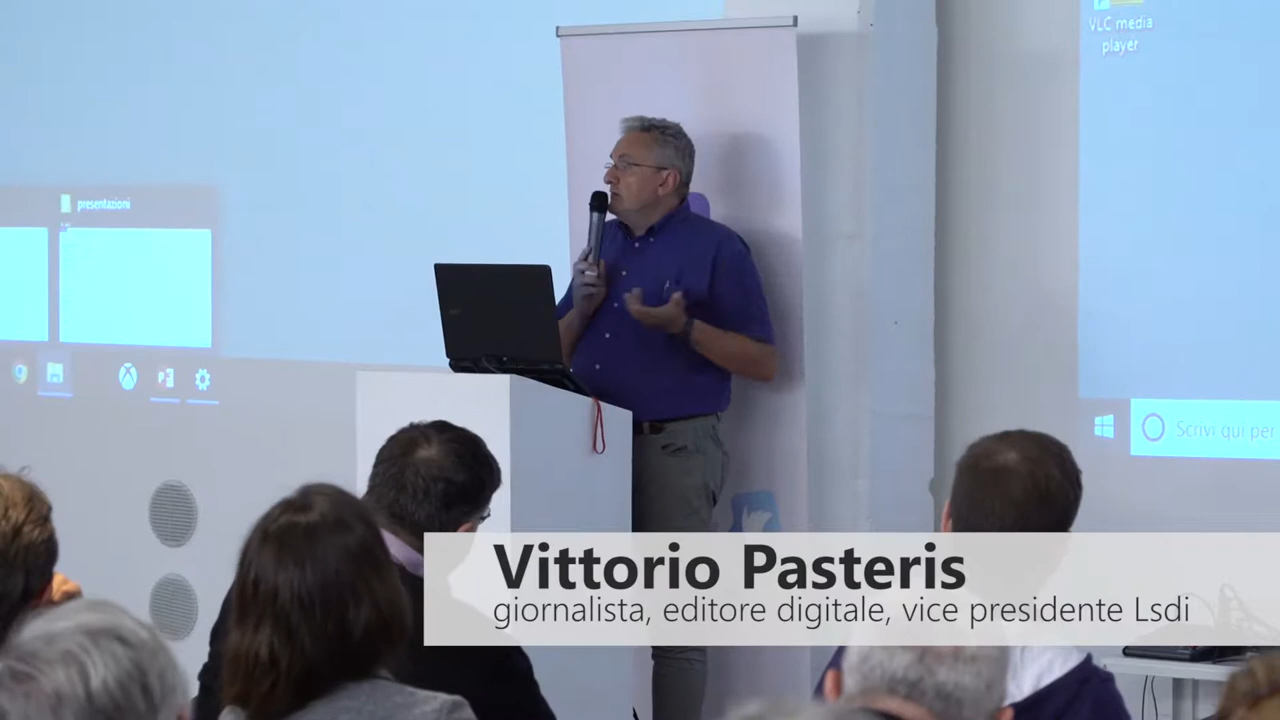 VLC media
player
presentazioni
Scrivi qui per
Vittorio Pasteris
giornalista, editore digitale, vice presidente Lsdi